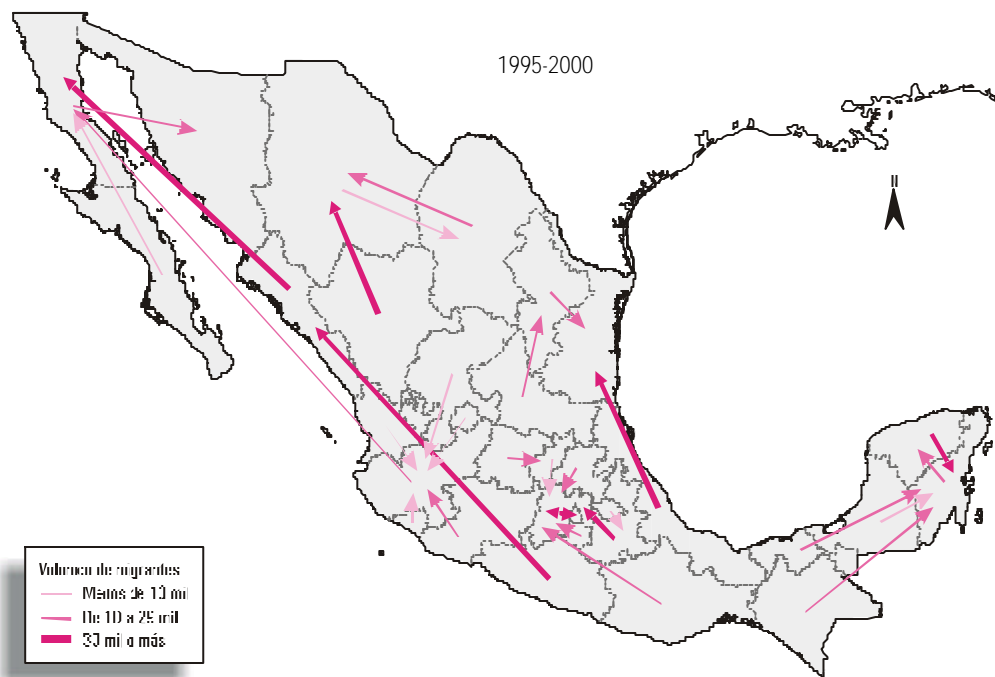 1995-2000
Volumen de migrantes
Menos de 10 mil
De 10 a 29 mil
30 mil o más